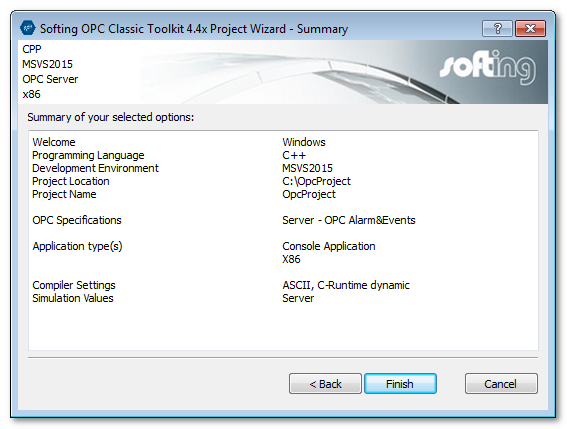 Softing OPC Classic Toolkit 4.4x Project Wizard - Summary
CPP
MSVS2015
OPC Server
x86
softing
Summary of your selected options:
Welcome Windows
Programming Language C++
Development Environment MSVS2015
Project Location C:\OpcProject
Project Name OpcProject
OPC Specifications Server - OPC Alarm&Events
Application type(s) Console Application
X86
Compiler Settings ASCII, C-Runtime dynamic
Simulation Values Server
< Back Finish Cancel